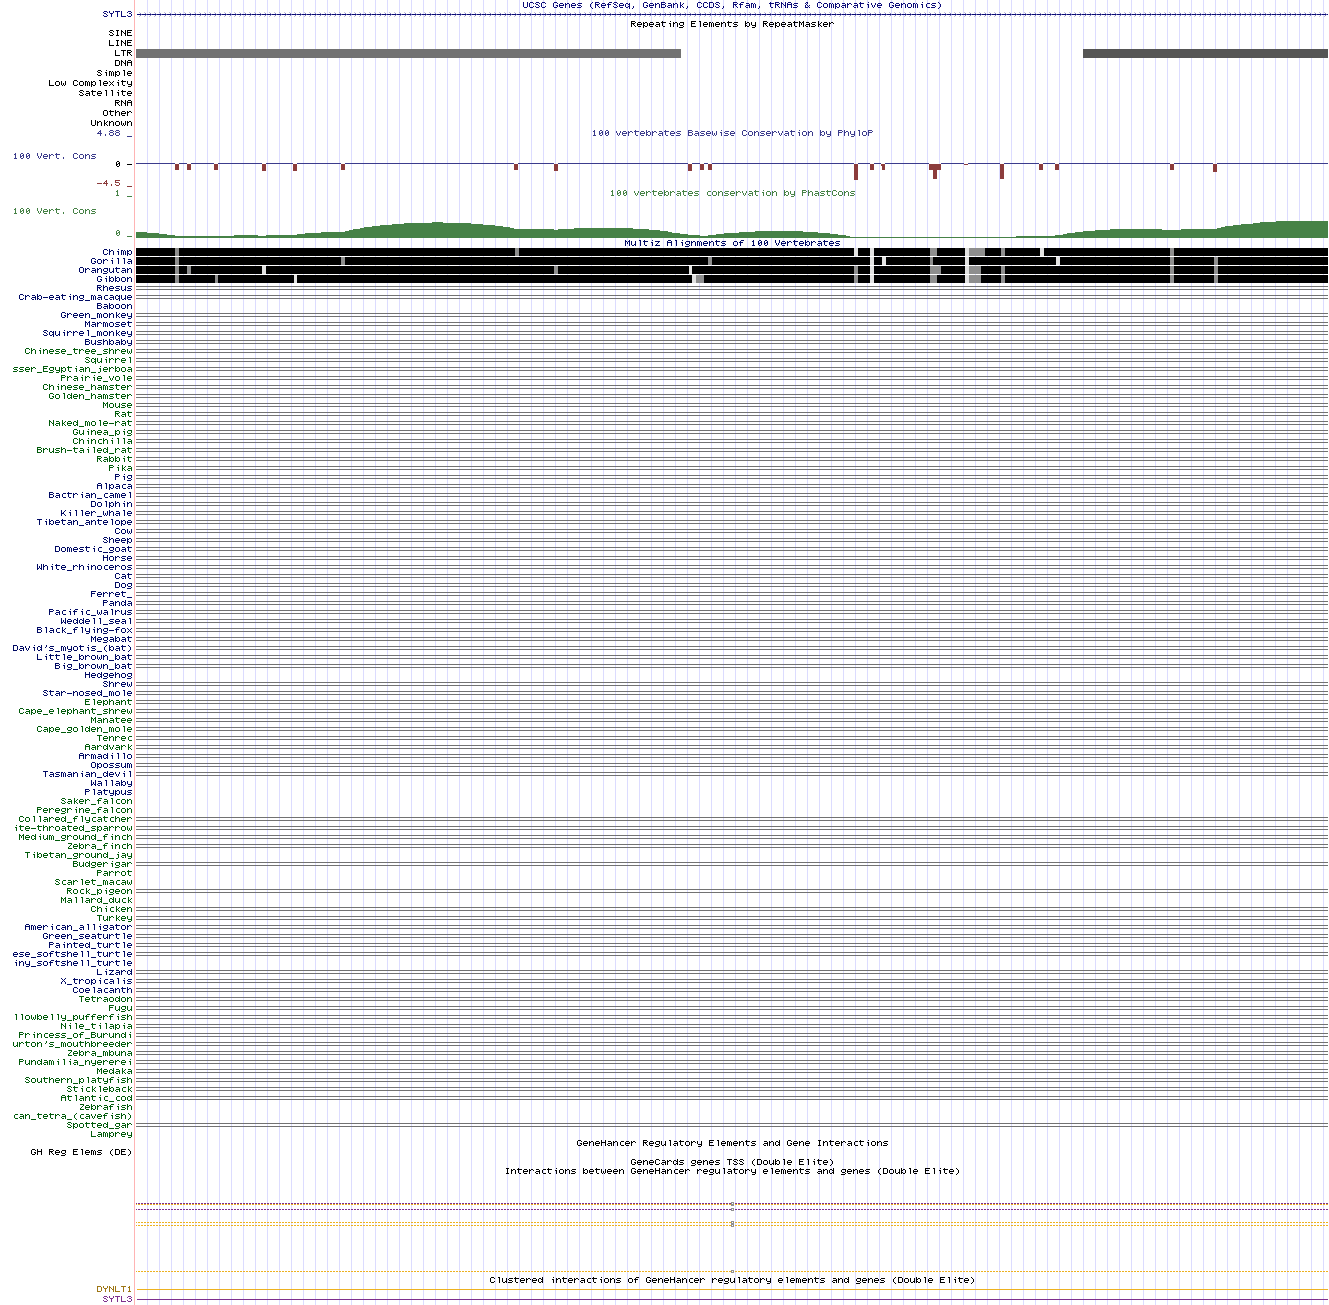 UCSC Genes (RefSeq, GenBank, CCDS, Rfam, tRNAs & Comparative Genomics)
SYTL3
Repeating Elements by RepeatMasker
SINE
LINE
LTR
DNA
Simple
Low Complexity
Satellite
RNA
Other
Unknown
4.88 _
100 vertebrates Basewise Conservation by PhyloP
100 Vert. Cons
0 _
-4.5 _
1 _
100 vertebrates conservation by PhastCons
100 Vert. Cons
0 _
Multiz Alignments of 100 Vertebrates
Chimp
Gorilla
Orangutan
Gibbon
Rhesus
Crab-eating_macaque
Baboon
Green_monkey
Marmoset
Squirrel_monkey
Bushbaby
Chinese_tree_shrew
Squirrel
sser_Egyptian_jerboa
Prairie_vole
Chinese_hamster
Golden_hamster
Mouse
Rat
Naked_mole-rat
Guinea_pig
Chinchilla
Brush-tailed_rat
Rabbit
Pika
Pig
Alpaca
Bactrian_camel
Dolphin
Killer_whale
Tibetan_antelope
Cow
Sheep
Domestic_goat
Horse
White_rhinoceros
Cat
Dog
Ferret_
Panda
Pacific_walrus
Weddell_seal
Black_flying-fox
Megabat
David's_myotis_(bat)
Little_brown_bat
Big_brown_bat
Hedgehog
Shrew
Star-nosed_mole
Elephant
Cape_elephant_shrew
Manatee
Cape_golden_mole
Tenrec
Aardvark
Armadillo
Opossum
Tasmanian_devil
Wallaby
Platypus
Saker_falcon
Peregrine_falcon
Collared_flycatcher
ite-throated_sparrow
Medium_ground_finch
Zebra_finch
Tibetan_ground_jay
Budgerigar
Parrot
Scarlet_macaw
Rock_pigeon
Mallard_duck
Chicken
Turkey
American_alligator
Green_seaturtle
Painted_turtle
ese_softshell_turtle
iny_softshell_turtle
Lizard
X_tropicalis
Coelacanth
Tetraodon
Fugu
llowbelly_pufferfish
Nile_tilapia
Princess_of_Burundi
urton's_mouthbreeder
Zebra_mbuna
Pundamilia_nyererei
Medaka
Southern_platyfish
Stickleback
Atlantic_cod
Zebrafish
can_tetra_(cavefish)
Spotted_gar
Lamprey
GeneHancer Regulatory Elements and Gene Interactions
GH Reg Elems (DE)
GeneCards genes TSS (Double Elite)
Interactions between GeneHancer regulatory elements and genes (Double Elite)
Clustered interactions of GeneHancer regulatory elements and genes (Double Elite)
DYNLT1
SYTL3